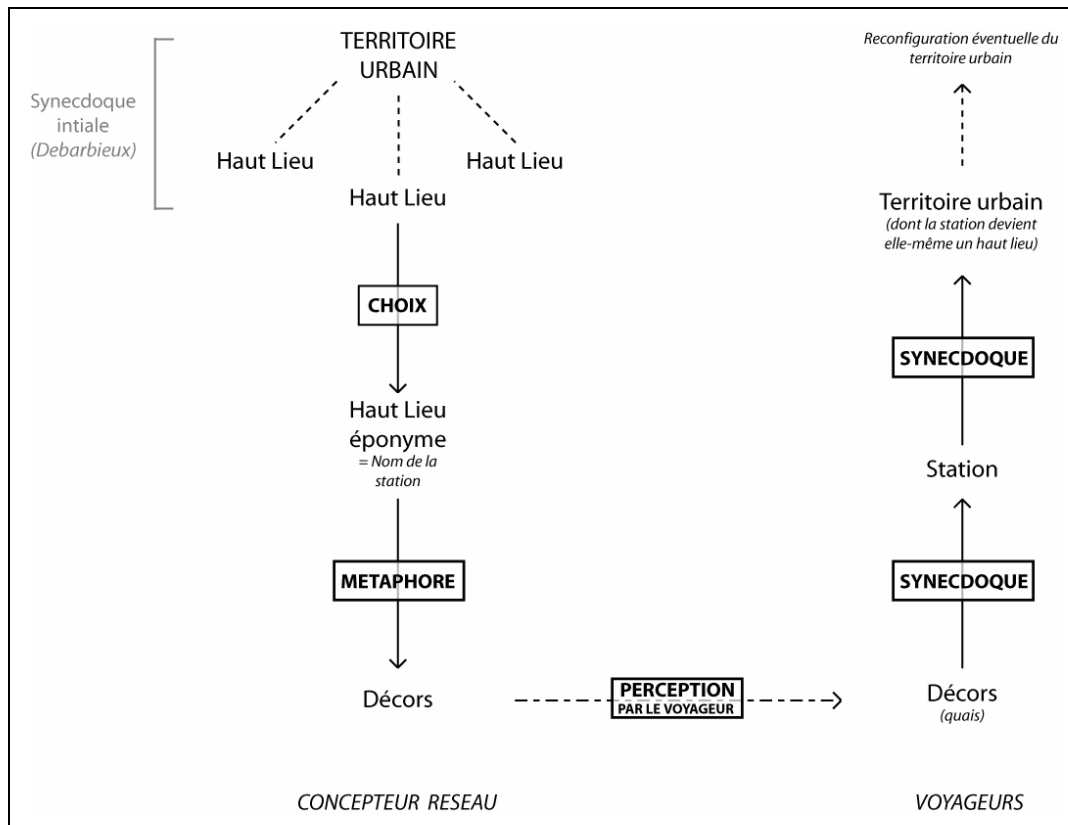 TERRITOIRE
URBAIN
Synecdoque
intiale
(Debarbieux)
Haut Lieu
Haut Lieu
Haut Lieu
CHOIX
Haut Lieu
éponyme
= Nom de la
station
METAPHORE
Décors
PERCEPTION
PAR LE VOYAGEUR
CONCEPTEUR RESEAU
Reconfiguration éventuelle du
territoire urbain
Territoire urbain
(dont la station devient
elle-même un haut lieu)
SYNECDOQUE
Station
SYNECDOQUE
Décors
(quais)
VOYAGEURS